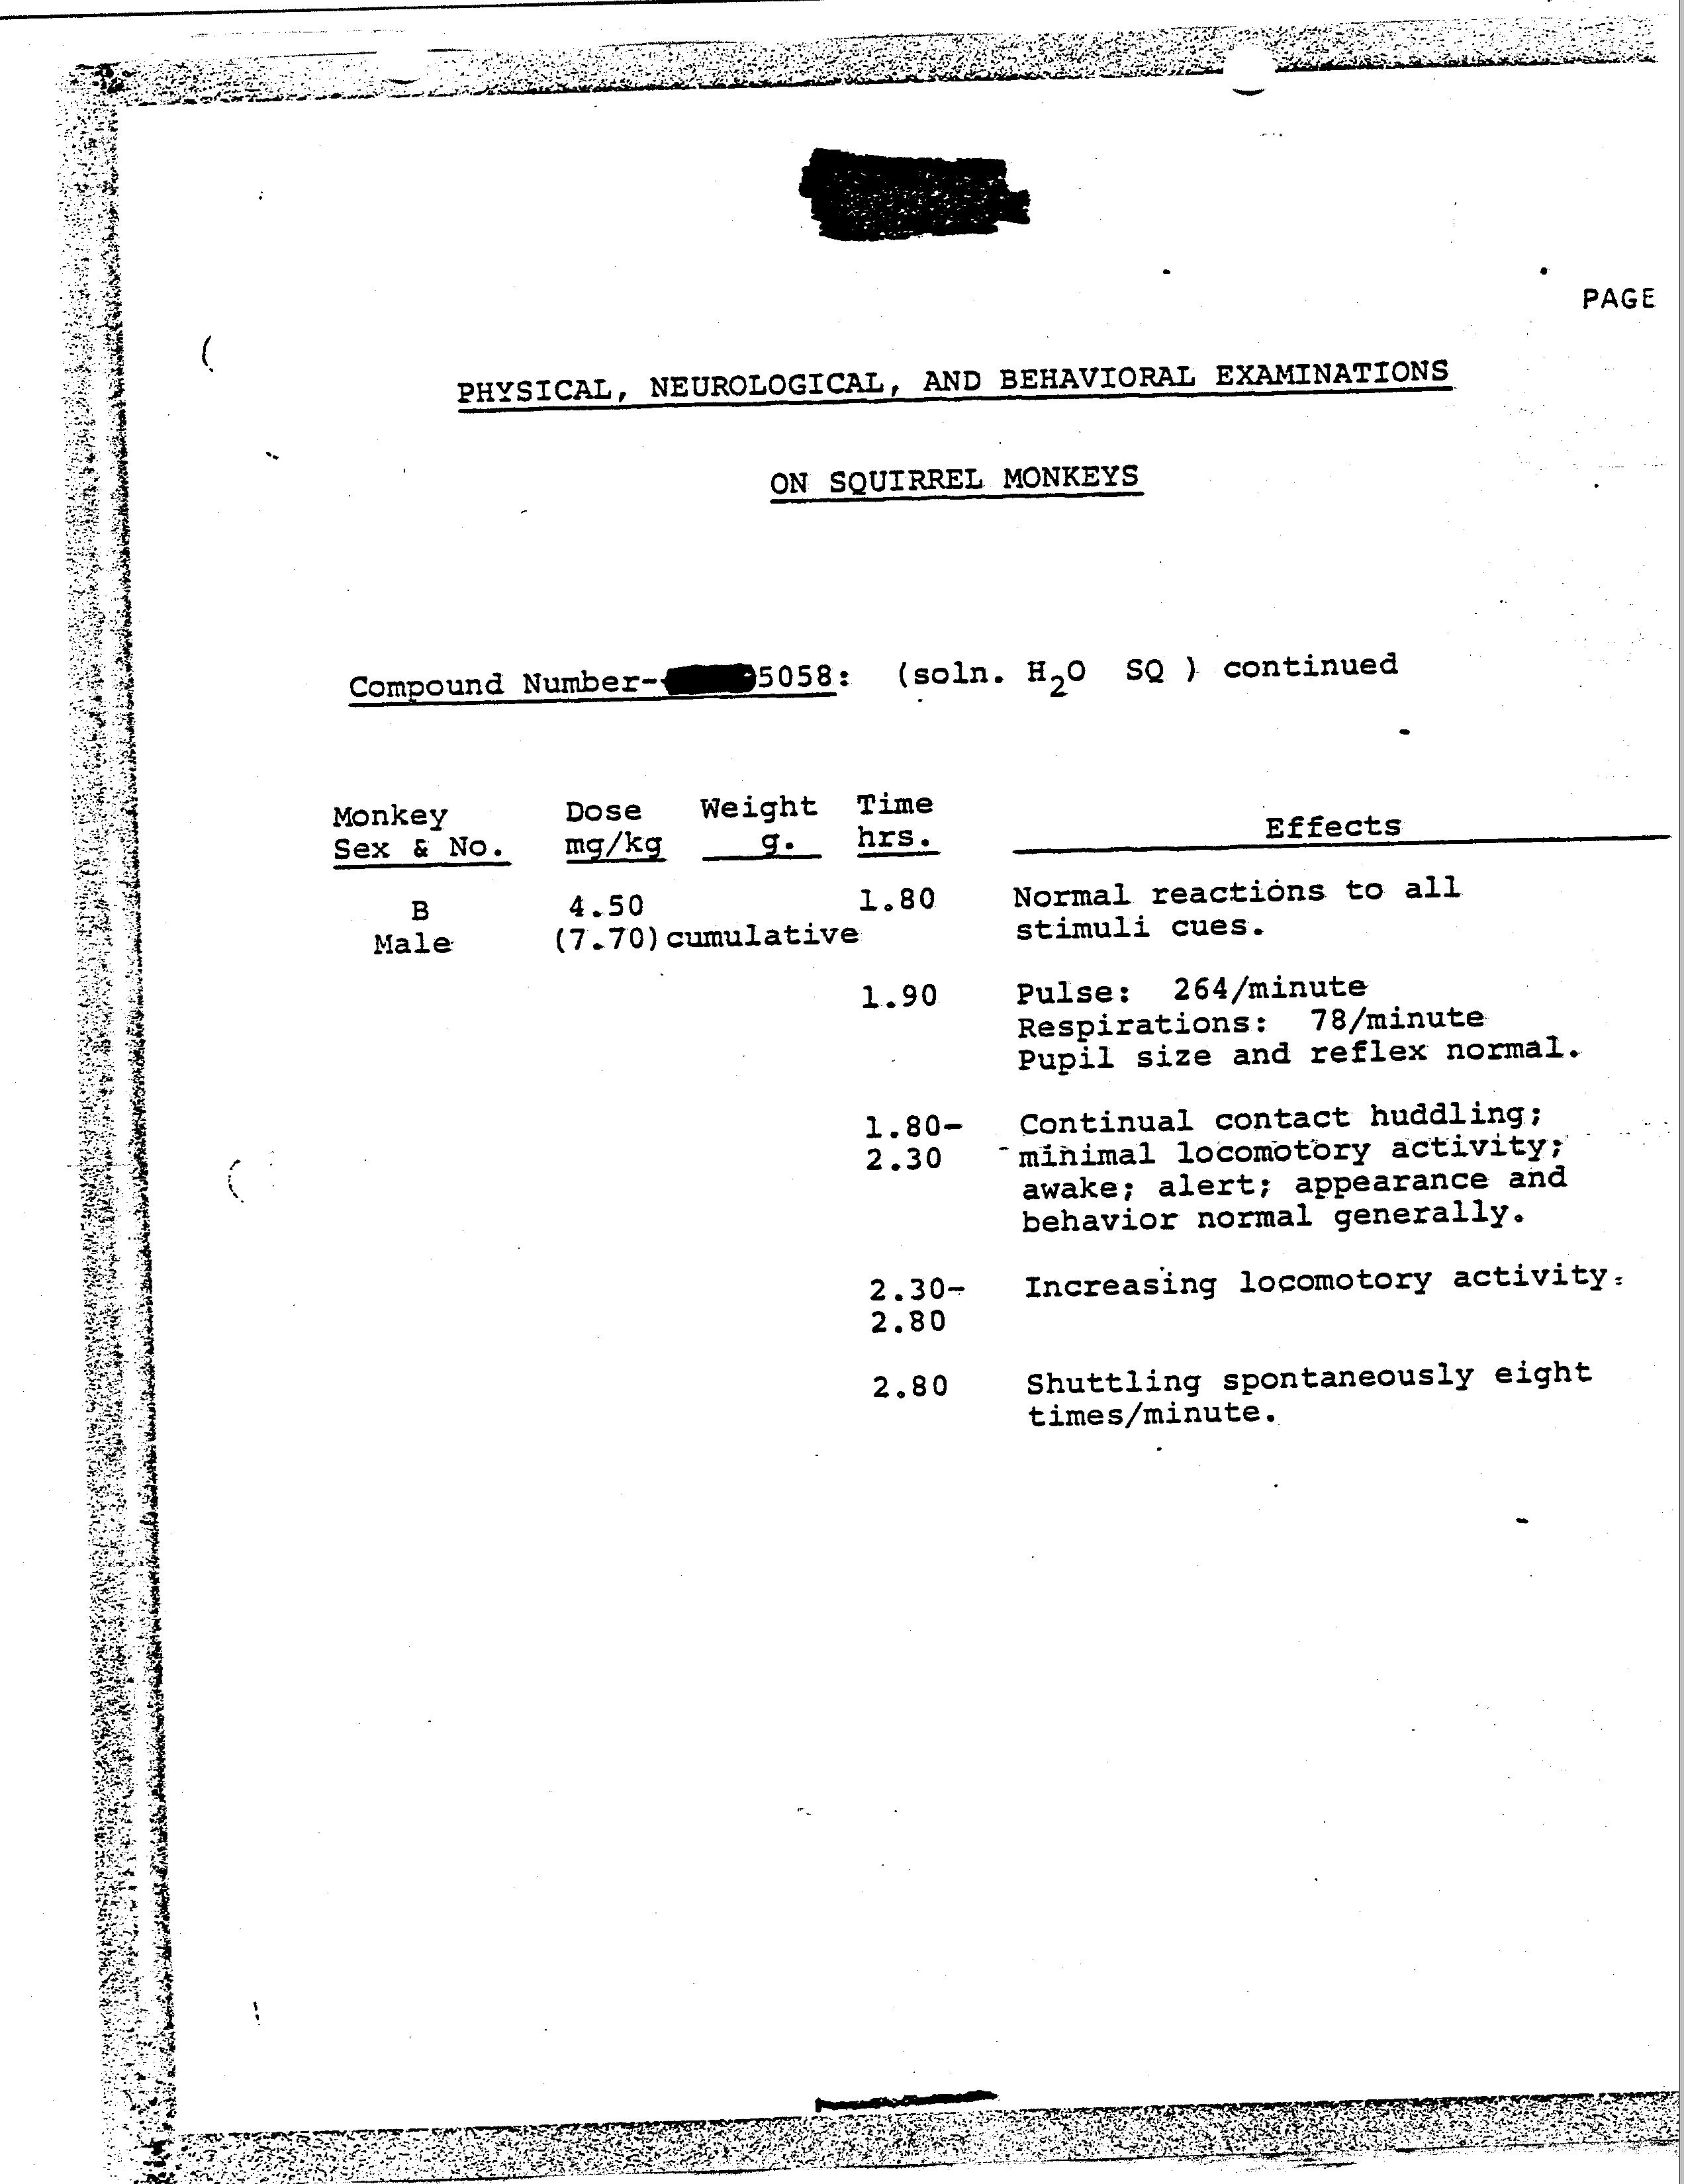 PAGE
PHYSICAL, NEUROLOGICAL, AND BEHAVIORAL EXAMINATIONS
ON SQUIRREL MONKEYS
Compound Number- 5058: (soln. H₂O SQ ) continued
Monkey Dose Weight Time
Sex & No. mg/kg g. hrs. Effects
B 4.50 1.80 Normal reactions to all
Male (7.70)cumulative stimuli cues.
1.90 Pulse: 264/minute
Respirations: 78/minute
Pupil size and reflex normal.
1.80- Continual contact huddling;
2.30 minimal locomotory activity;
awake; alert; appearance and
behavior normal generally.
2.30- Increasing locomotory activity.
2.80
2.80 Shuttling spontaneously eight
times/minute.